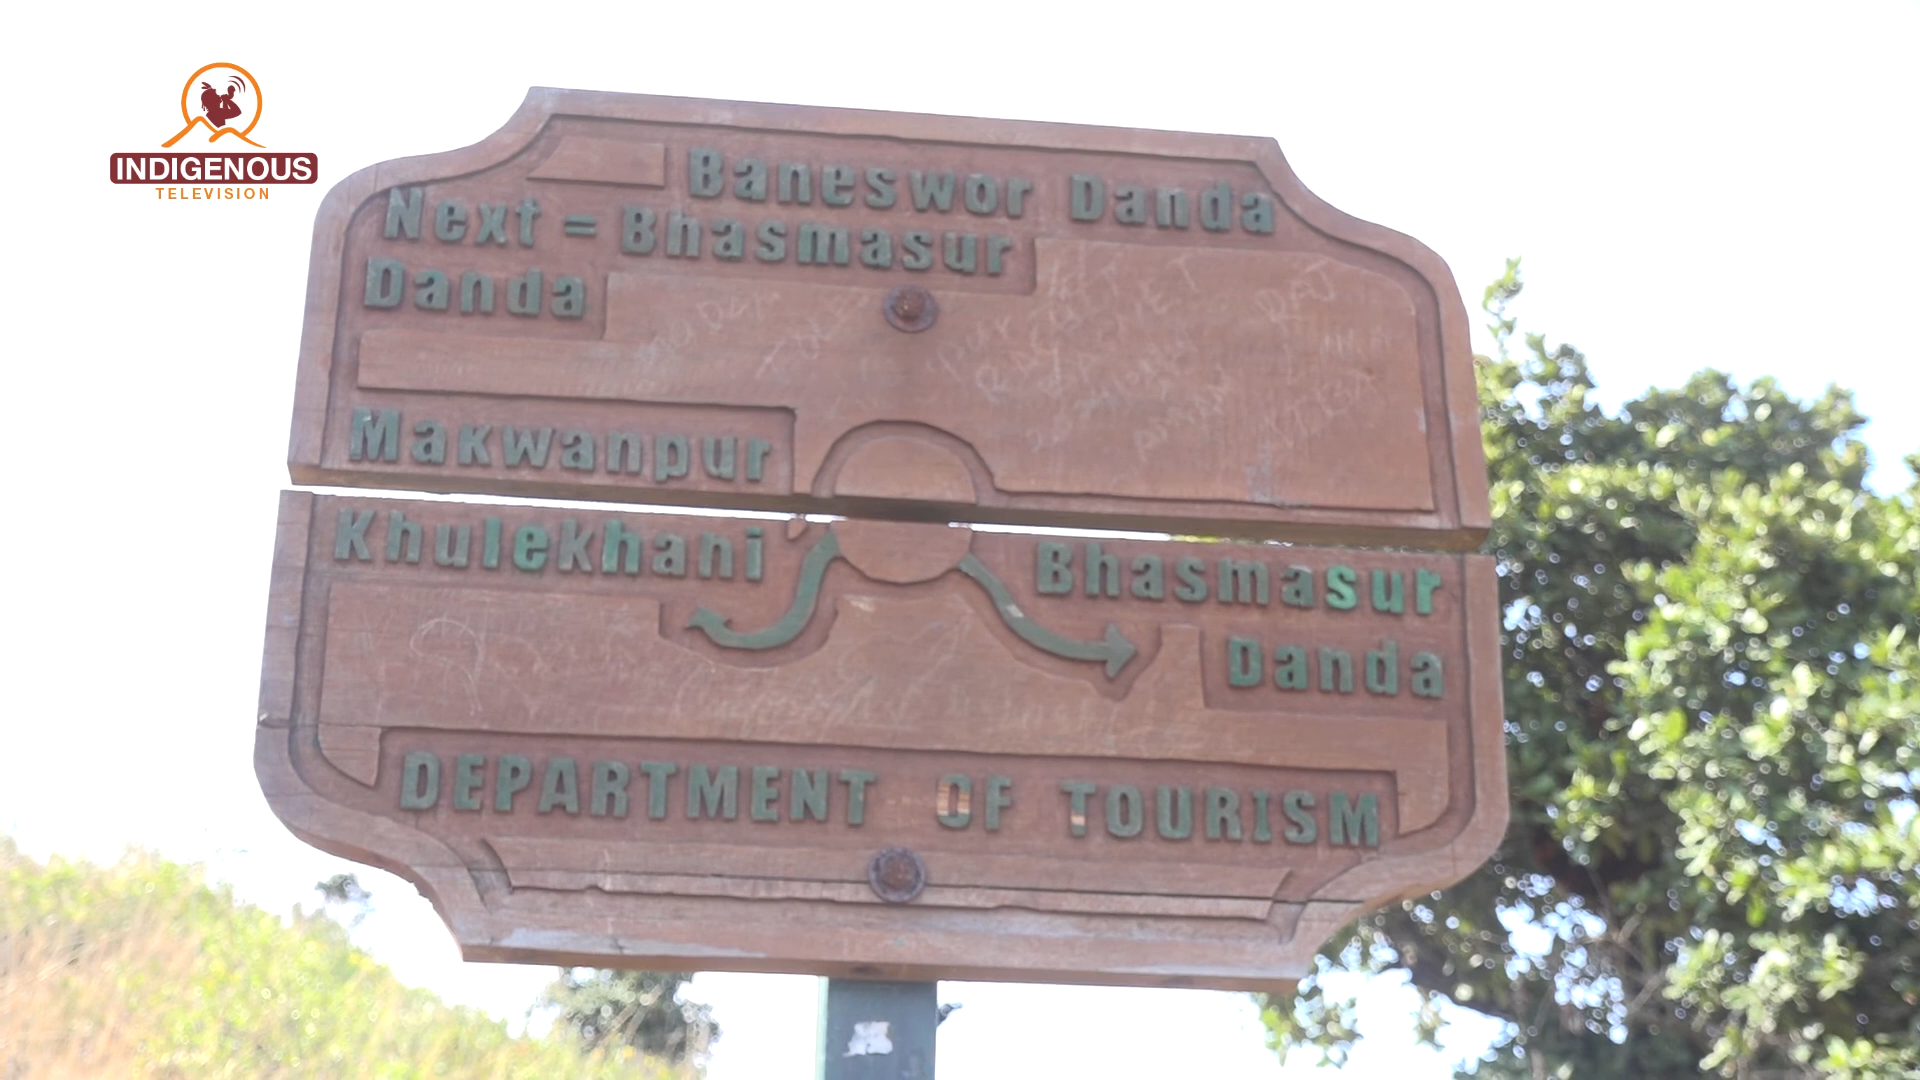 INDIGENOUS
TELEVISION
Baneswor Danda
Next = Bhasmasur
Danda
Makwanpur
Khulekhani
Bhasmasur
Danda
DEPARTMENT OF TOURISM